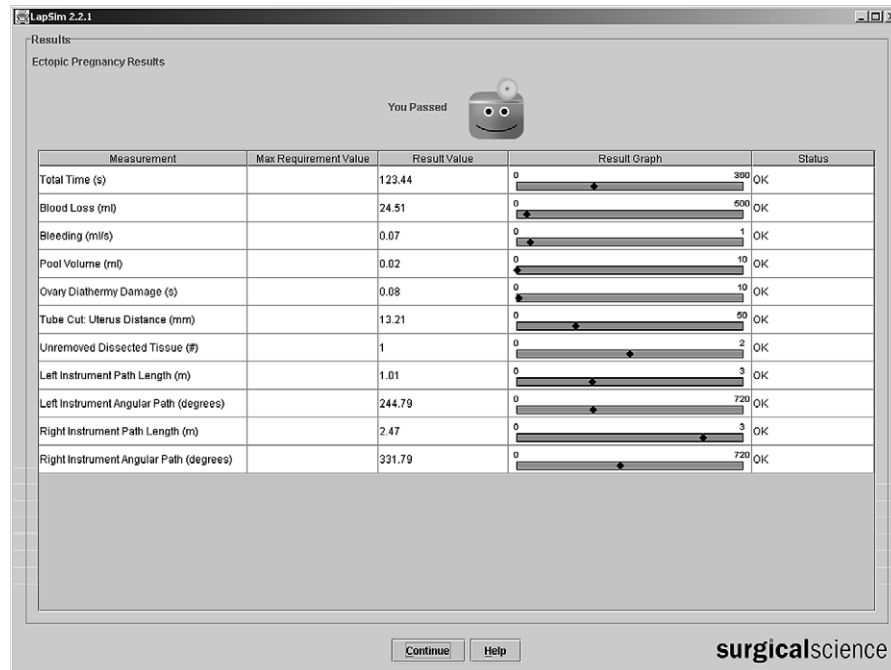 LapSim 2.2.1
Results
Ectopic Pregnancy Results
You Passed
Measurement Max Requirement Value Result Value Result Graph Status
Total Time (s) 123.44 0 360 OK
Blood Loss (ml) 24.51 0 500 OK
Bleeding (ml/s) 0.07 0 1 OK
Pool Volume (ml) 0.02 0 10 OK
Ovary Diathermy Damage (s) 0.08 0 10 OK
Tube Cut: Uterus Distance (mm) 13.21 0 50 OK
Unremoved Dissected Tissue (#) 1 0 2 OK
Left Instrument Path Length (m) 1.01 0 3 OK
Left Instrument Angular Path (degrees) 244.79 0 720 OK
Right Instrument Path Length (m) 2.47 0 3 OK
Right Instrument Angular Path (degrees) 331.79 0 720 OK
Continue Help
surgicalscience